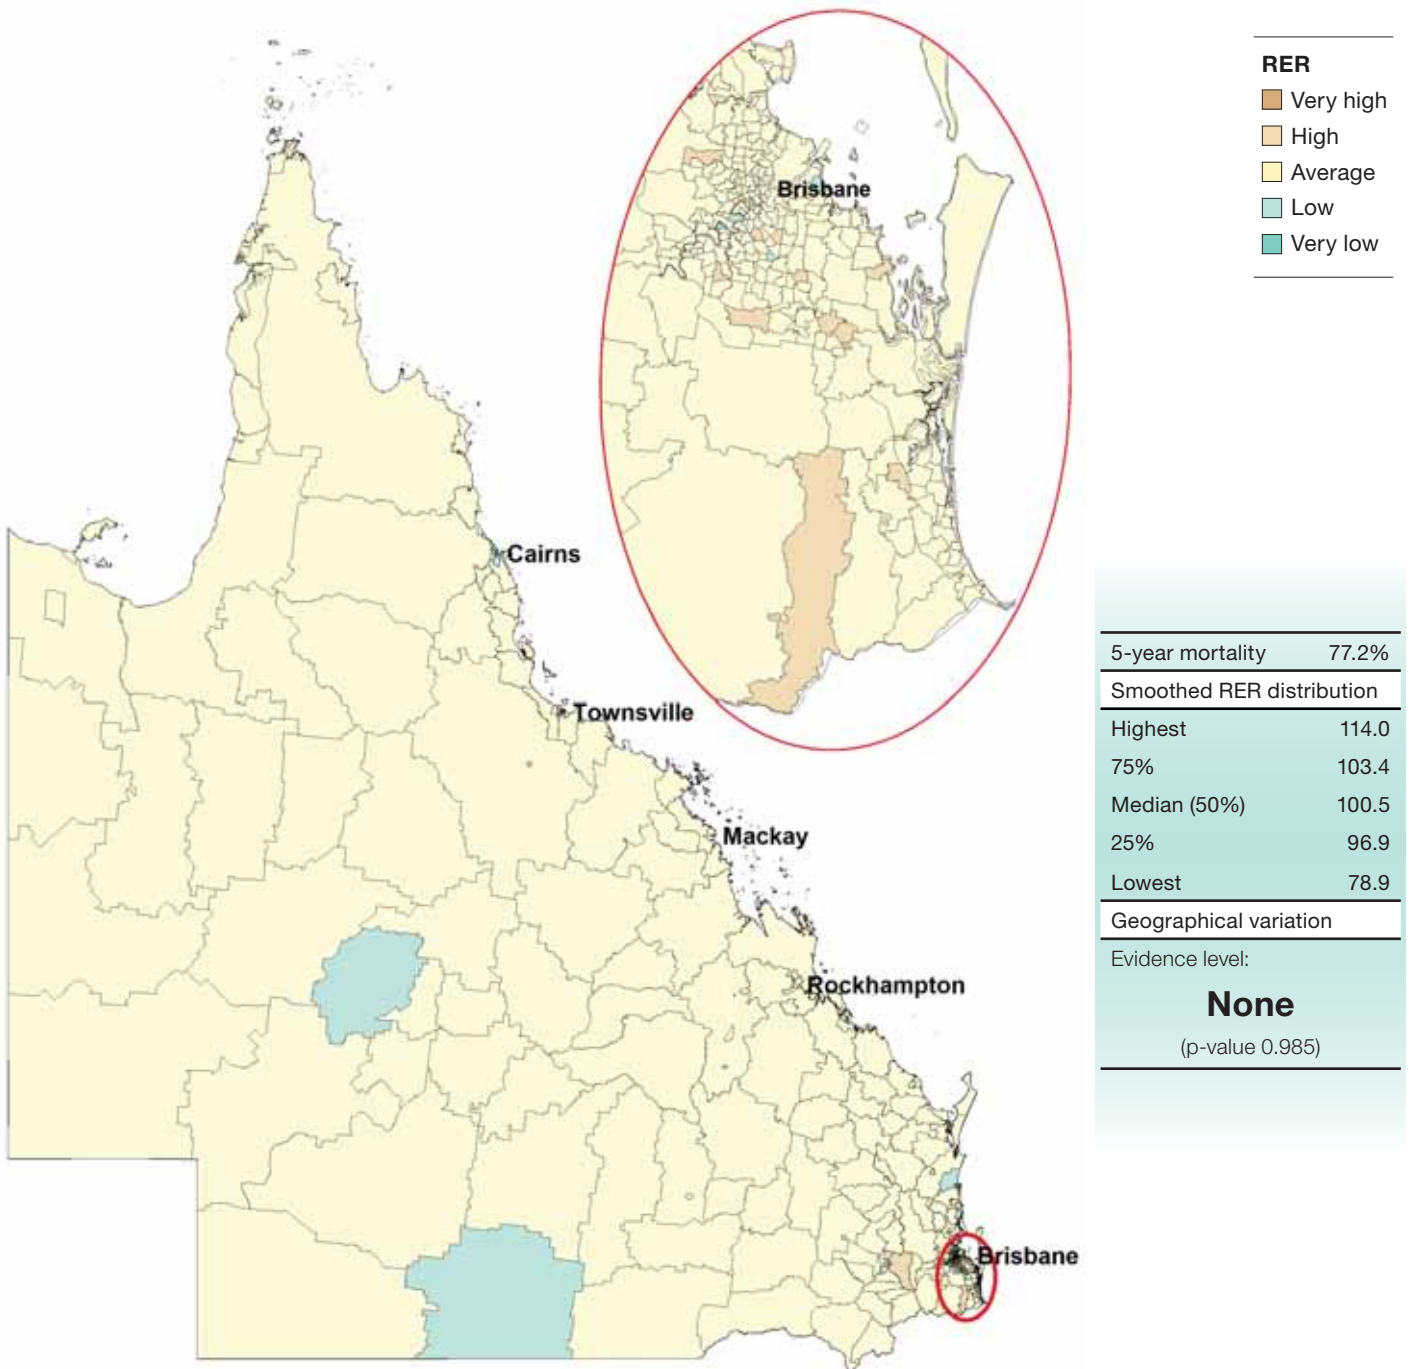 RER
Very high
High
Average
Low
Very low
Brisbane
Cairns
Townsville
Mackay
Rockhampton
Brisbane
5-year mortality 77.2%
Smoothed RER distribution
Highest 114.0
75% 103.4
Median (50%) 100.5
25% 96.9
Lowest 78.9
Geographical variation
Evidence level:
None
(p-value 0.985)